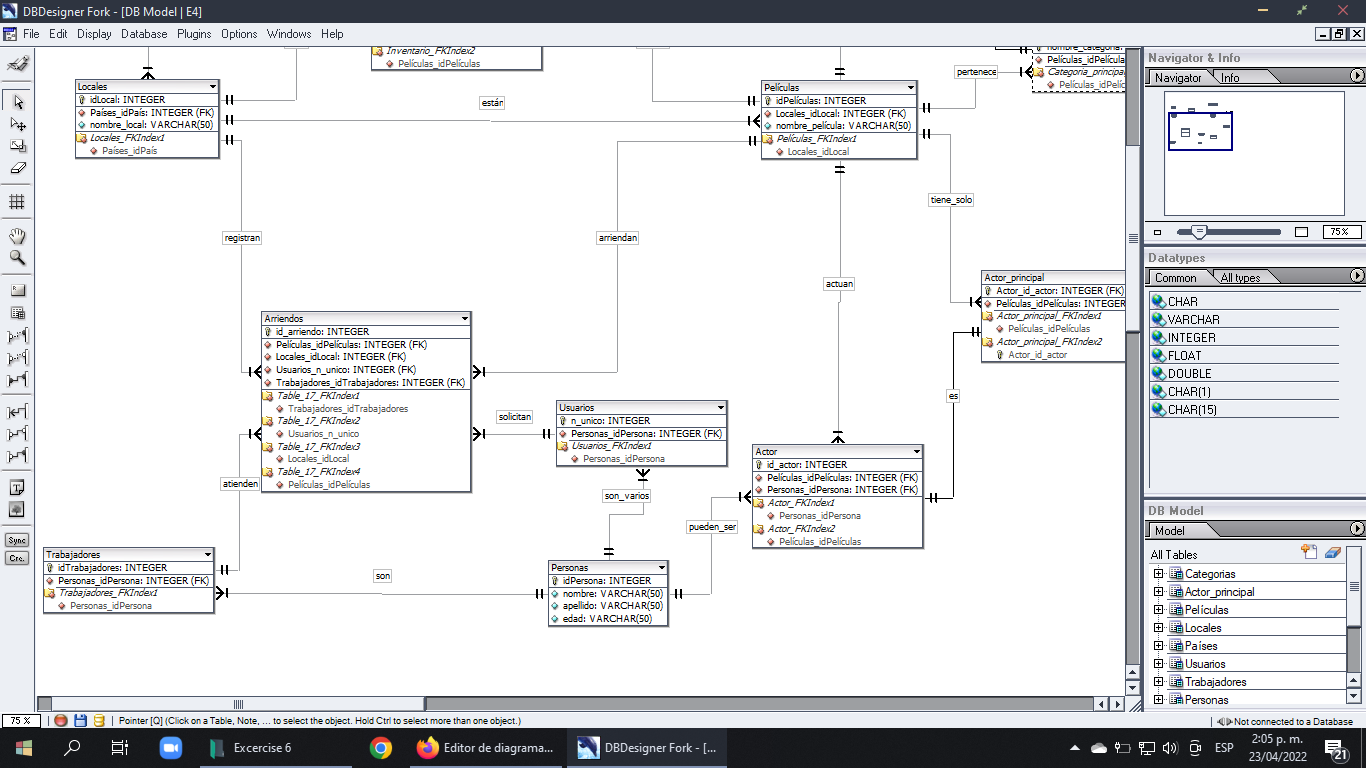 DBDesigner Fork - [DB Model | E4]
File Edit Display Database Plugins Options Windows Help
Inventario_FKIndex2
Películas_idPelículas
Locales
idLocal: INTEGER
Países_idPaís: INTEGER (FK)
nombre_local: VARCHAR(50)
Locales_FKIndex1
Países_idPaís
están
Películas
idPelículas: INTEGER
Locales_idLocal: INTEGER (FK)
nombre_película: VARCHAR(50)
Películas_FKIndex1
Locales_idLocal
pertenece
nombre_categoria:
Películas_idPelícula
Categoria_principal
Películas_idPelíc
registran
arriendan
tiene_solo
actuan
Actor_principal
Actor_id_actor: INTEGER (FK)
Películas_idPelículas: INTEGER
Actor_principal_FKIndex1
Películas_idPelículas
Actor_principal_FKIndex2
Actor_id_actor
Arriendos
id_arriendo: INTEGER
Películas_idPelículas: INTEGER (FK)
Locales_idLocal: INTEGER (FK)
Usuarios_n_unico: INTEGER (FK)
Trabajadores_idTrabajadores: INTEGER (FK)
Table_17_FKIndex1
Trabajadores_idTrabajadores
Table_17_FKIndex2
Usuarios_n_unico
Table_17_FKIndex3
Locales_idLocal
Table_17_FKIndex4
Películas_idPelículas
es
solicitan
Usuarios
n_unico: INTEGER
Personas_idPersona: INTEGER (FK)
Usuarios_FKIndex1
Personas_idPersona
Actor
id_actor: INTEGER
Películas_idPelículas: INTEGER (FK)
Personas_idPersona: INTEGER (FK)
Actor_FKIndex1
Personas_idPersona
Actor_FKIndex2
Películas_idPelículas
atienden
son_varios
pueden_ser
Trabajadores
idTrabajadores: INTEGER
Personas_idPersona: INTEGER (FK)
Trabajadores_FKIndex1
Personas_idPersona
son
Personas
idPersona: INTEGER
nombre: VARCHAR(50)
apellido: VARCHAR(50)
edad: VARCHAR(50)
Sync
Crc.
Navigator & Info
Navigator Info
75%
Datatypes
Common All types
CHAR
VARCHAR
INTEGER
FLOAT
DOUBLE
CHAR(1)
CHAR(15)
DB Model
Model
All Tables
Categorias
Actor_principal
Películas
Locales
Países
Usuarios
Trabajadores
Personas
75 % Pointer [Q] (Click on a Table, Note, ... to select the object. Hold Ctrl to select more than one object.) Not connected to a Database
Excercise 6 Editor de diagrama... DBDesigner Fork - [... ESP 2:05 p. m.
23/04/2022 21